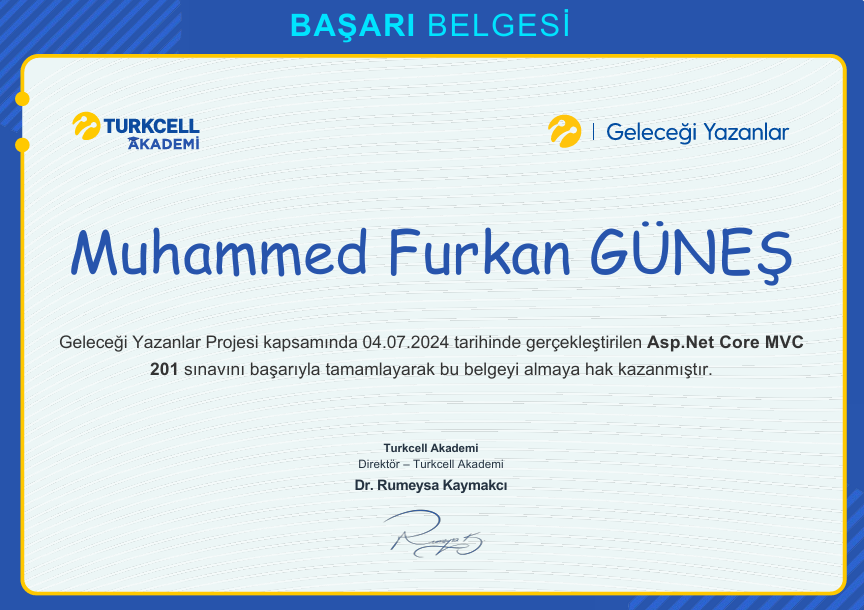 BAŞARI BELGESİ
TURKCELL
AKADEMİ
Geleceği Yazanlar
Muhammed Furkan GÜNEŞ
Geleceği Yazanlar Projesi kapsamında 04.07.2024 tarihinde gerçekleştirilen Asp.Net Core MVC
201 sınavını başarıyla tamamlayarak bu belgeyi almaya hak kazanmıştır.
Turkcell Akademi
Direktör – Turkcell Akademi
Dr. Rumeysa Kaymakcı